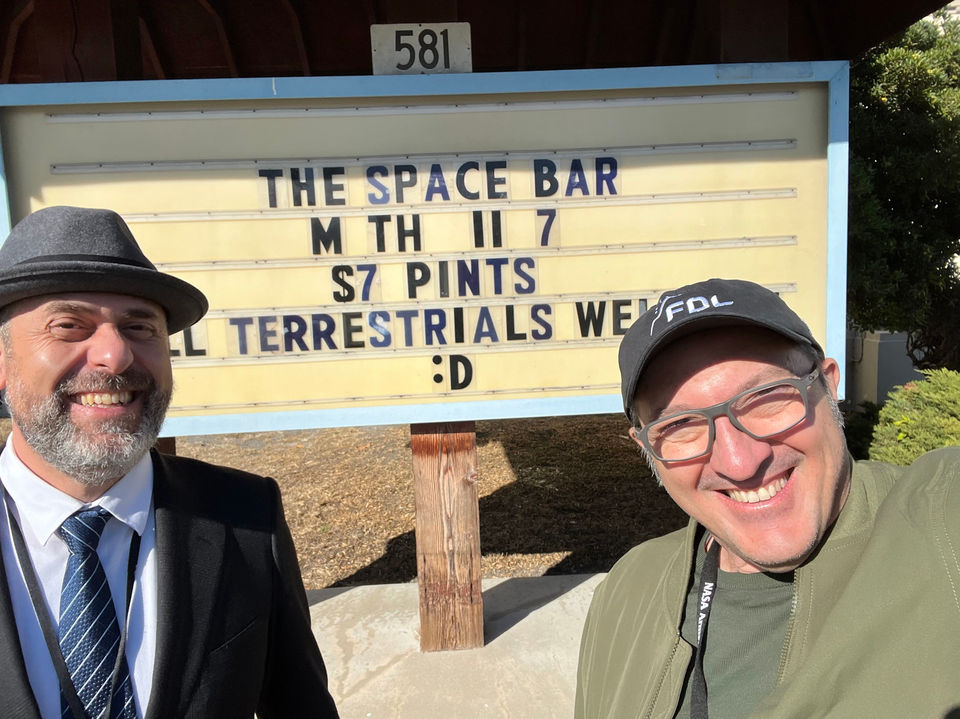 581
THE SPACE BAR
M TH 11 7
S7 PINTS
TERRESTRIALS
:D
FDL
NASA